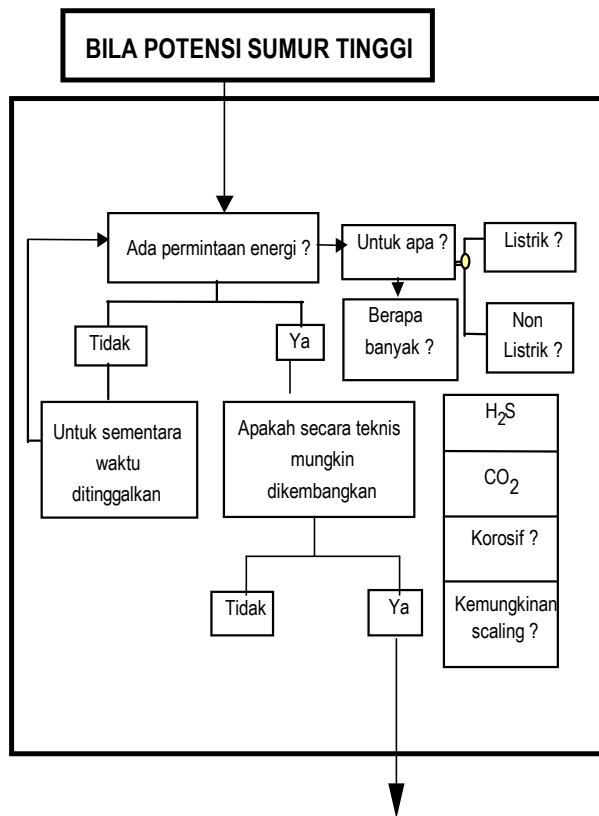 BILA POTENSI SUMUR TINGGI
Ada permintaan energi ?
Untuk apa ?
Listrik ?
Berapa
banyak ?
Non
Listrik ?
Tidak
Ya
Untuk sementara
waktu
ditinggalkan
Apakah secara teknis
mungkin
dikembangkan
H₂S
CO₂
Korosif ?
Kemungkinan
scaling ?
Tidak
Ya